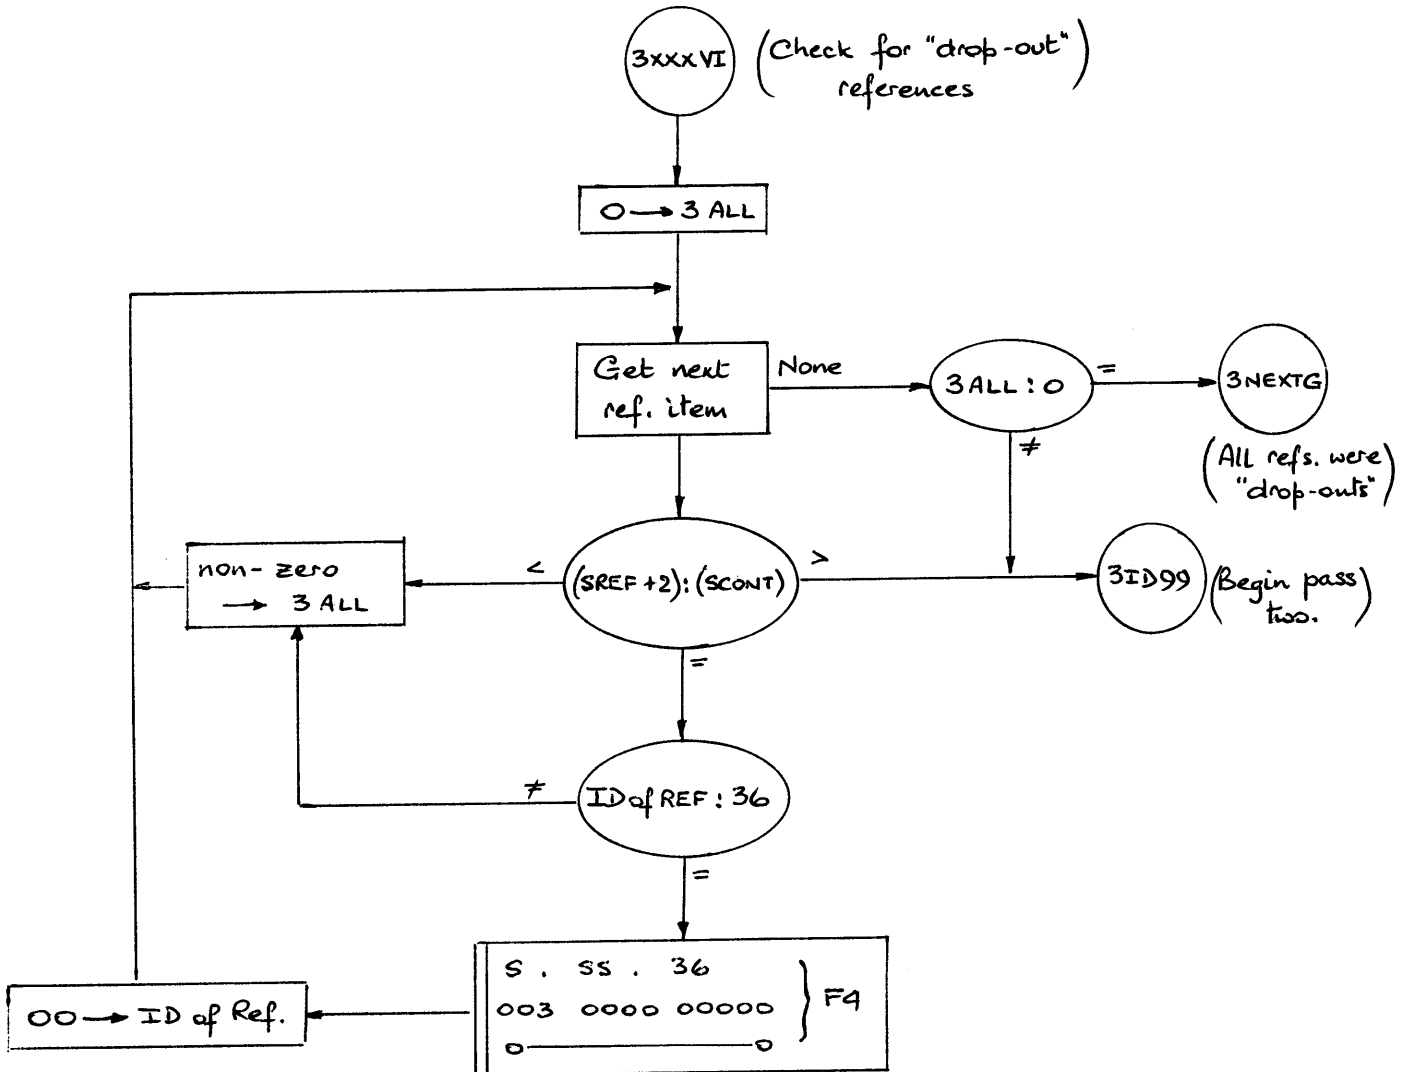 3xxxVI
(Check for "drop-out"
references)
0 → 3 ALL
Get next
ref. item
None
3ALL : 0
=
3NEXTG
≠
(All refs. were
"drop-outs")
non-zero
→ 3 ALL
<
(SREF+2):(SCONT)
>
3ID99
(Begin pass
two.)
=
≠
ID of REF : 36
=
S . SS . 36
003 0000 00000
0 0
} F4
00 → ID of Ref.